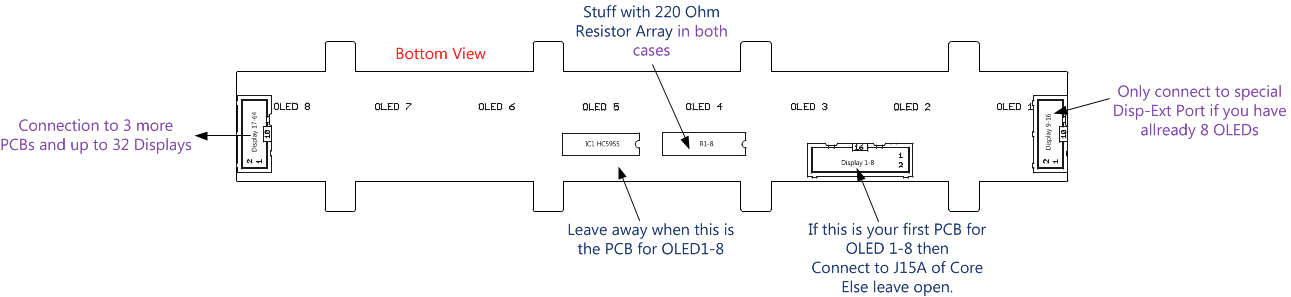 Stuff with 220 Ohm
Resistor Array in both
cases
Bottom View
OLED 8
OLED 7
OLED 6
OLED 5
OLED 4
OLED 3
OLED 2
OLED 1
Connection to 3 more
PCBs and up to 32 Displays
Display 17-64
10
2 1
IC1 HC595S
R1-8
16
Display 1-8
1
2
Display 9-16
10
2 1
Only connect to special
Disp-Ext Port if you have
allready 8 OLEDs
Leave away when this is
the PCB for OLED1-8
If this is your first PCB for
OLED 1-8 then
Connect to J15A of Core
Else leave open.